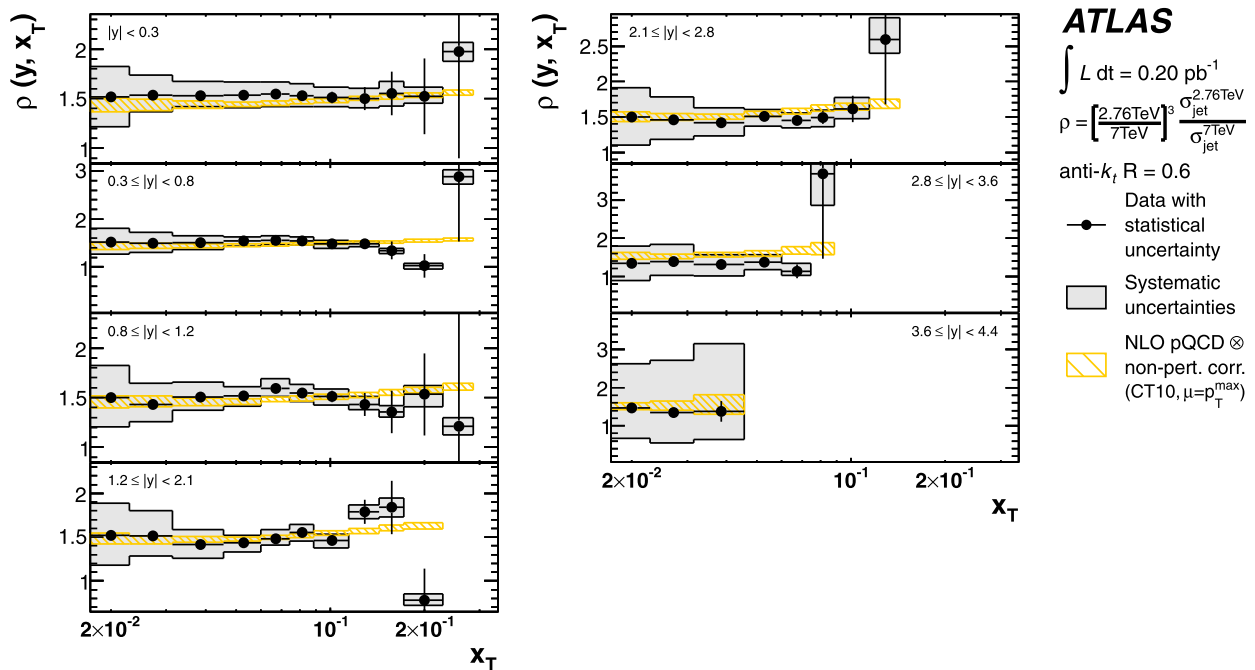 ρ (y, x_T)
|y| < 0.3
2
1.5
1
0.3 ≤ |y| < 0.8
3
2
1
0.8 ≤ |y| < 1.2
2
1.5
1
1.2 ≤ |y| < 2.1
2
1.5
1
2×10⁻² 10⁻¹ 2×10⁻¹
x_T
ρ (y, x_T)
2.1 ≤ |y| < 2.8
2.5
2
1.5
1
2.8 ≤ |y| < 3.6
3
2
1
3.6 ≤ |y| < 4.4
3
2
1
2×10⁻² 10⁻¹ 2×10⁻¹
x_T
ATLAS
∫ L dt = 0.20 pb⁻¹
ρ = [2.76TeV / 7TeV]³ σ_jet^2.76TeV / σ_jet^7TeV
anti-k_t R = 0.6
Data with
statistical
uncertainty
Systematic
uncertainties
NLO pQCD ⊗
non-pert. corr.
(CT10, μ=p_T^max)